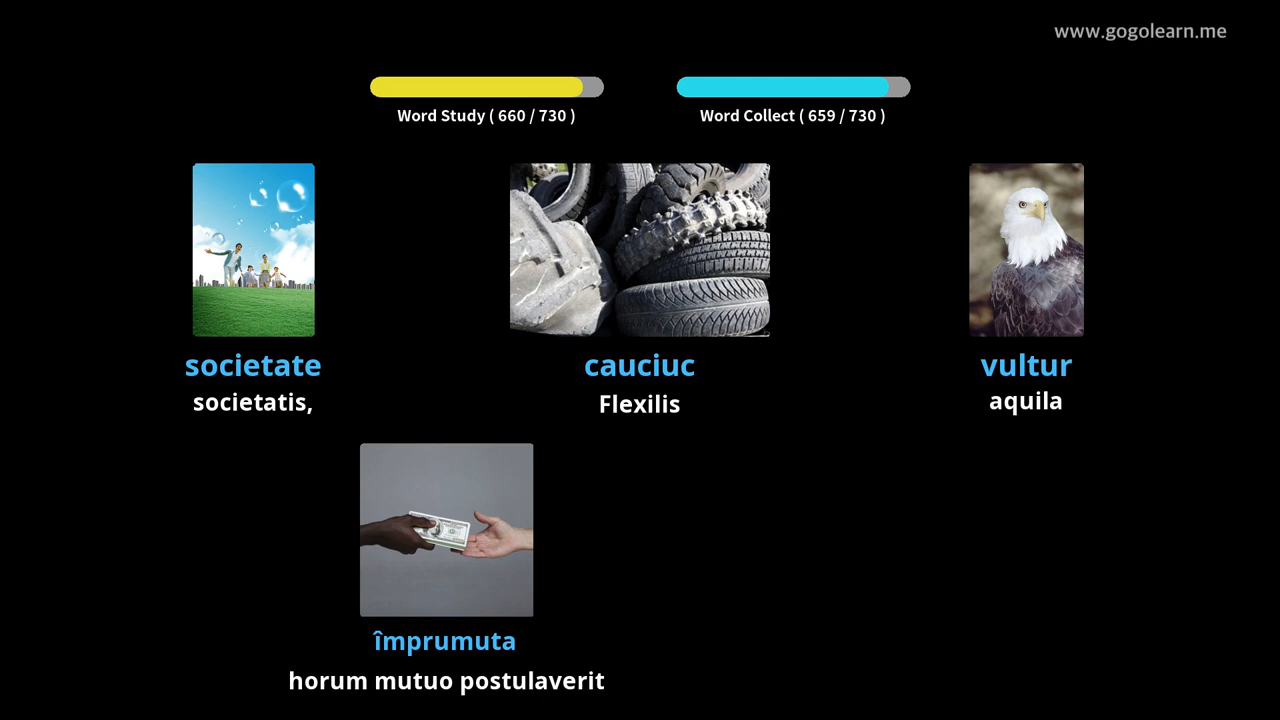 www.gogolearn.me
Word Study ( 660 / 730 )
Word Collect ( 659 / 730 )
societate
societatis,
cauciuc
Flexilis
vultur
aquila
împrumuta
horum mutuo postulaverit